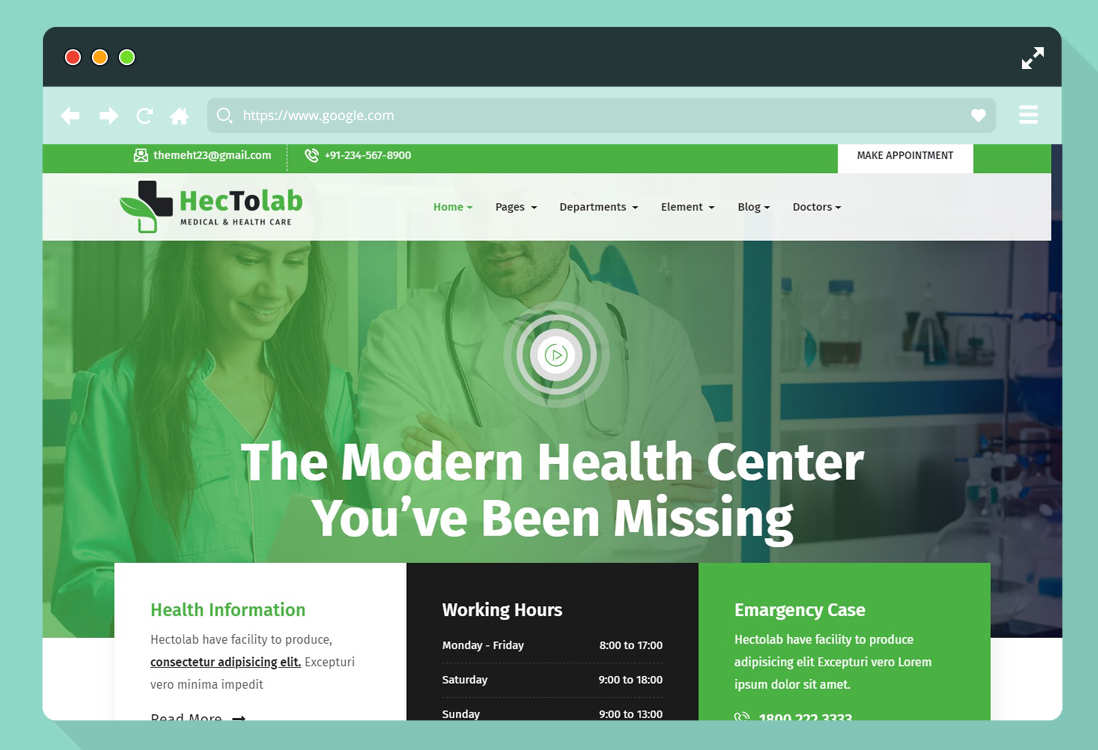 https://www.google.com
themeht23@gmail.com
+91-234-567-8900
MAKE APPOINTMENT
HecTolab
MEDICAL & HEALTH CARE
Home
Pages
Departments
Element
Blog
Doctors
The Modern Health Center
You’ve Been Missing
Health Information
Hectolab have facility to produce,
consectetur adipisicing elit. Excepturi
vero minima impedit
Read More
Working Hours
Monday - Friday 8:00 to 17:00
Saturday 9:00 to 18:00
Sunday 9:00 to 13:00
Emargency Case
Hectolab have facility to produce
adipisicing elit Excepturi vero Lorem
ipsum dolor sit amet.
1800 222 3333